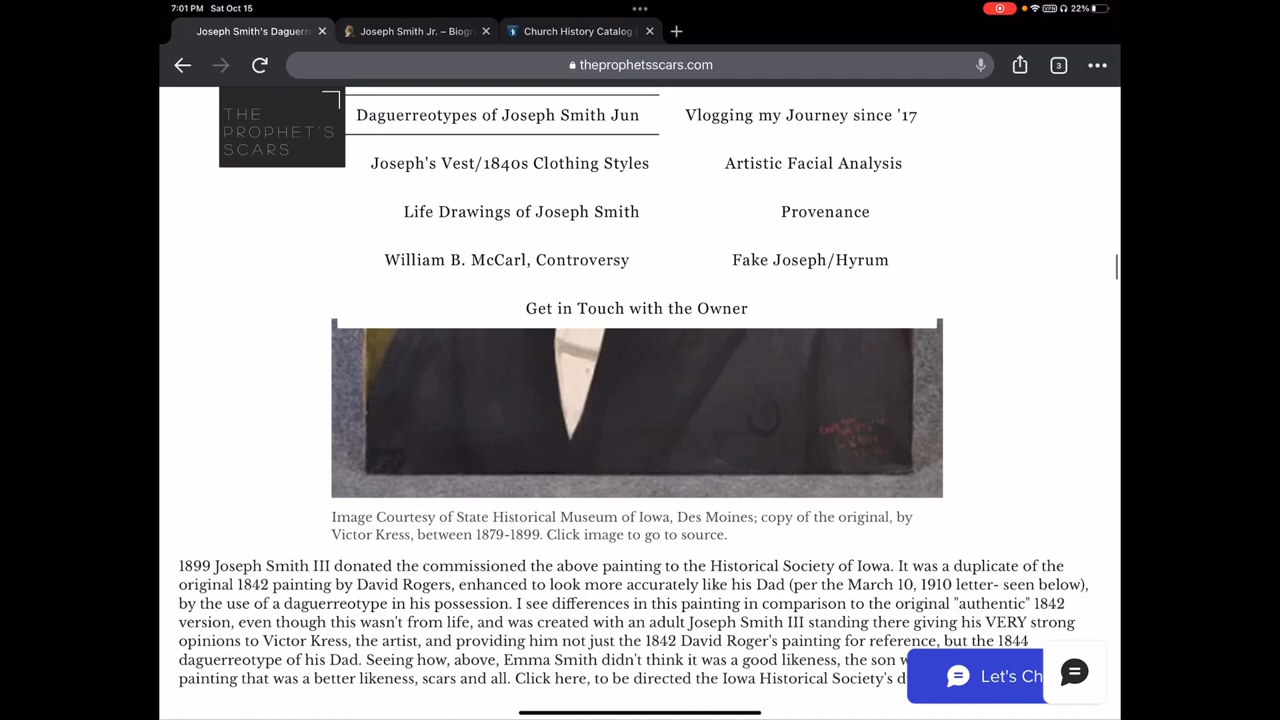 7:01 PM Sat Oct 15
VPN 22%
Joseph Smith's Daguerr
Joseph Smith Jr. – Biogr
Church History Catalog
theprophetsscars.com
3
THE
PROPHET'S
SCARS
Daguerreotypes of Joseph Smith Jun
Vlogging my Journey since '17
Joseph's Vest/1840s Clothing Styles
Artistic Facial Analysis
Life Drawings of Joseph Smith
Provenance
William B. McCarl, Controversy
Fake Joseph/Hyrum
Get in Touch with the Owner
Image Courtesy of State Historical Museum of Iowa, Des Moines; copy of the original, by
Victor Kress, between 1879-1899. Click image to go to source.
1899 Joseph Smith III donated the commissioned the above painting to the Historical Society of Iowa. It was a duplicate of the
original 1842 painting by David Rogers, enhanced to look more accurately like his Dad (per the March 10, 1910 letter- seen below),
by the use of a daguerreotype in his possession. I see differences in this painting in comparison to the original "authentic" 1842
version, even though this wasn't from life, and was created with an adult Joseph Smith III standing there giving his VERY strong
opinions to Victor Kress, the artist, and providing him not just the 1842 David Roger's painting for reference, but the 1844
daguerreotype of his Dad. Seeing how, above, Emma Smith didn't think it was a good likeness, the son w
painting that was a better likeness, scars and all. Click here, to be directed the Iowa Historical Society's d
Let's Ch